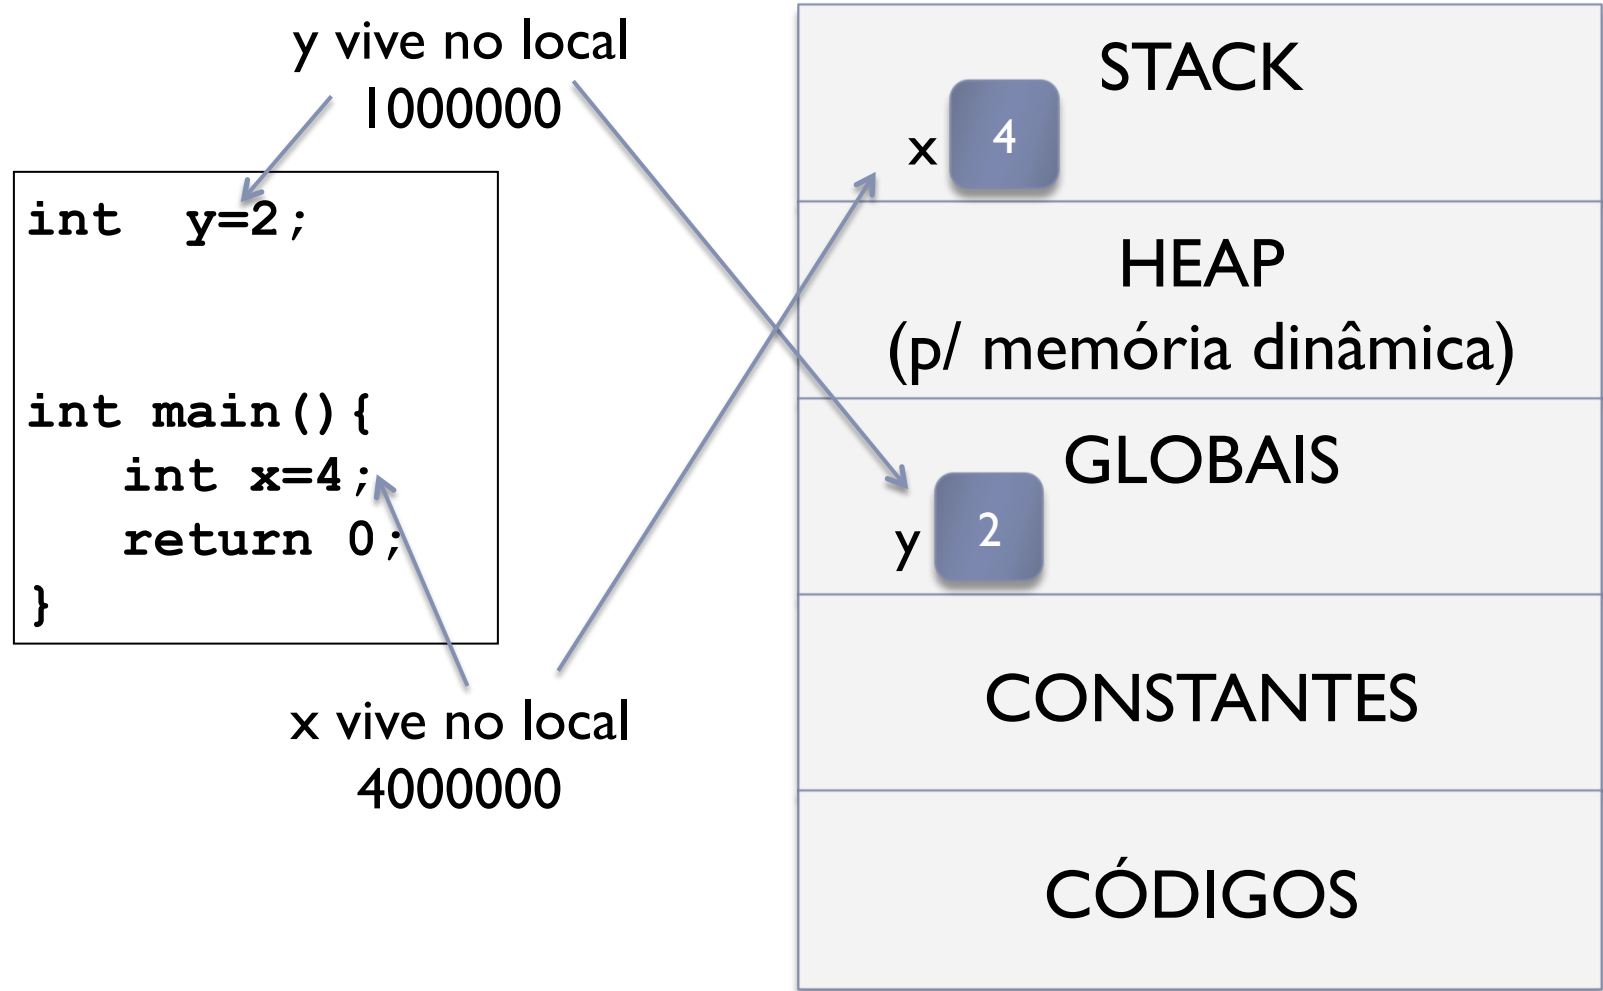 y vive no local
1000000
int  y=2;
int main(){
    int x=4;
    return 0;
}
x vive no local
4000000
STACK
x 4
HEAP
(p/ memória dinâmica)
GLOBAIS
y 2
CONSTANTES
CÓDIGOS